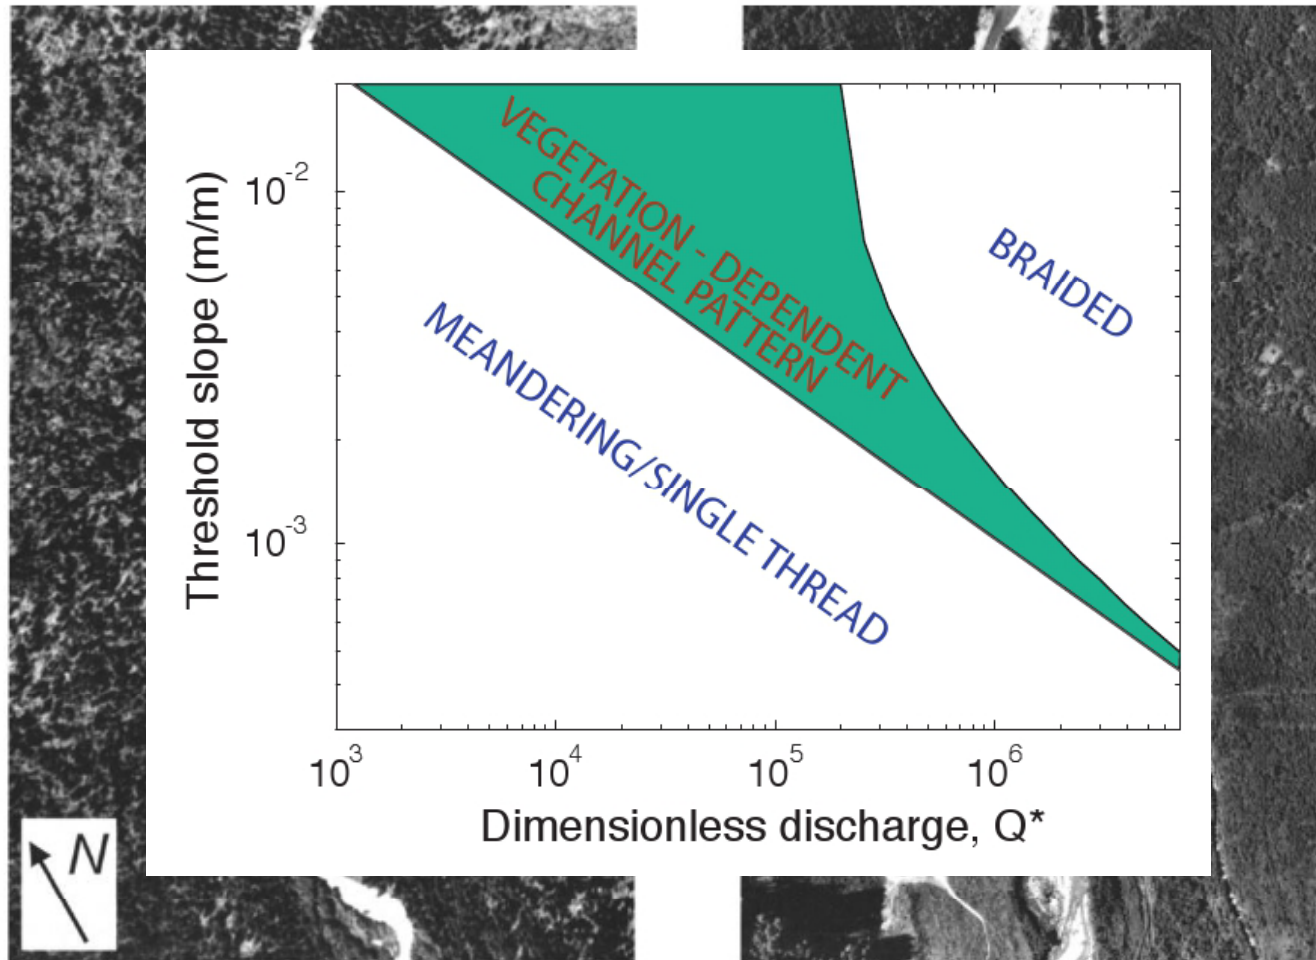 10^-2
10^-3
Threshold slope (m/m)
VEGETATION - DEPENDENT
CHANNEL PATTERN
BRAIDED
MEANDERING/SINGLE THREAD
10^3 10^4 10^5 10^6
Dimensionless discharge, Q*
N